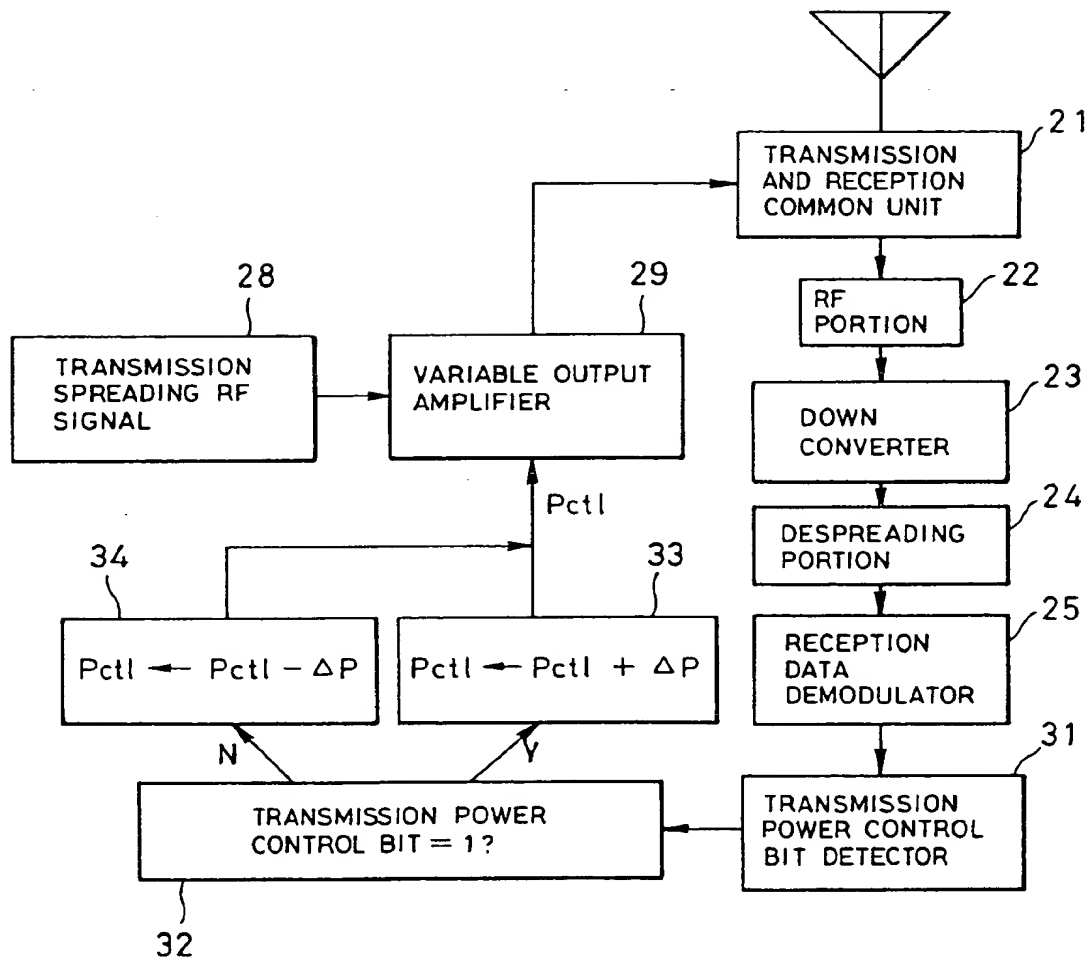 21
TRANSMISSION
AND RECEPTION
COMMON UNIT
22
RF
PORTION
28
29
TRANSMISSION
SPREADING RF
SIGNAL
VARIABLE OUTPUT
AMPLIFIER
23
DOWN
CONVERTER
Pctl
24
DESPREADING
PORTION
34
33
25
Pctl ← Pctl − ΔP
Pctl ← Pctl + ΔP
RECEPTION
DATA
DEMODULATOR
N
Y
31
TRANSMISSION POWER
CONTROL BIT = 1?
TRANSMISSION
POWER CONTROL
BIT DETECTOR
32